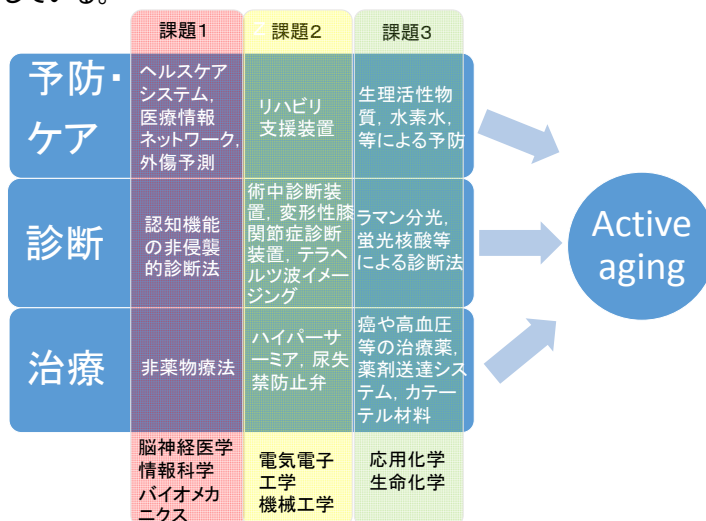 している。
課題1
課題2
課題3
予防・
ケア
ヘルスケア
システム,
医療情報
ネットワーク,
外傷予測
リハビリ
支援装置
生理活性物
質, 水素水,
等による予防
診断
認知機能
の非侵襲
的診断法
術中診断装
置, 変形性膝
関節症診断
装置, テラヘ
ルツ波イメー
ジング
ラマン分光,
蛍光核酸等
による診断法
治療
非薬物療法
ハイパーサ
ーミア, 尿失
禁防止弁
癌や高血圧
等の治療薬,
薬剤送達シス
テム, カテー
テル材料
Active
aging
脳神経医学
情報科学
バイオメカ
ニクス
電気電子
工学
機械工学
応用化学
生命化学